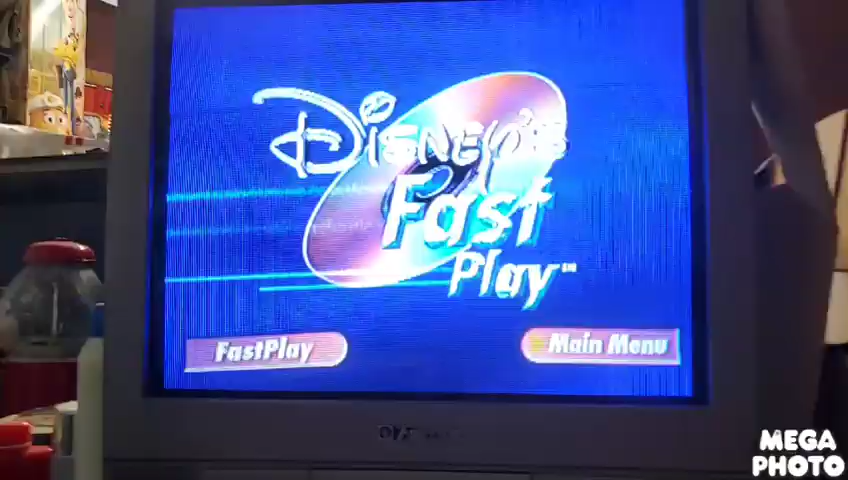 Disney's
Fast
Play™
FastPlay
Main Menu
MEGA
PHOTO